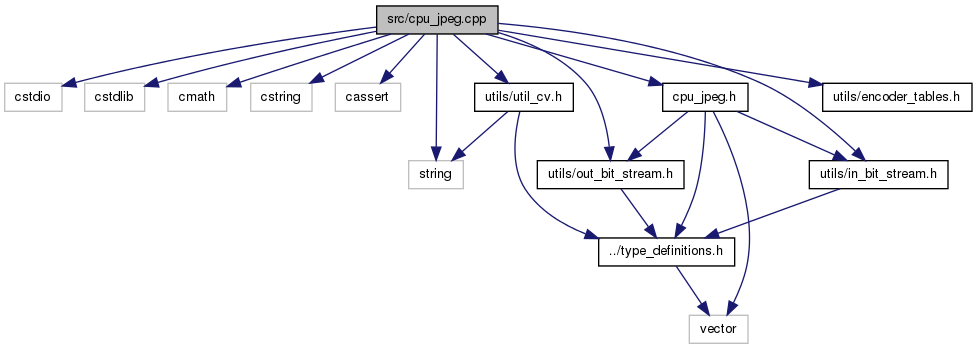 src/cpu_jpeg.cpp
cstdio
cstdlib
cmath
cstring
cassert
utils/util_cv.h
cpu_jpeg.h
utils/encoder_tables.h
string
utils/out_bit_stream.h
utils/in_bit_stream.h
../type_definitions.h
vector